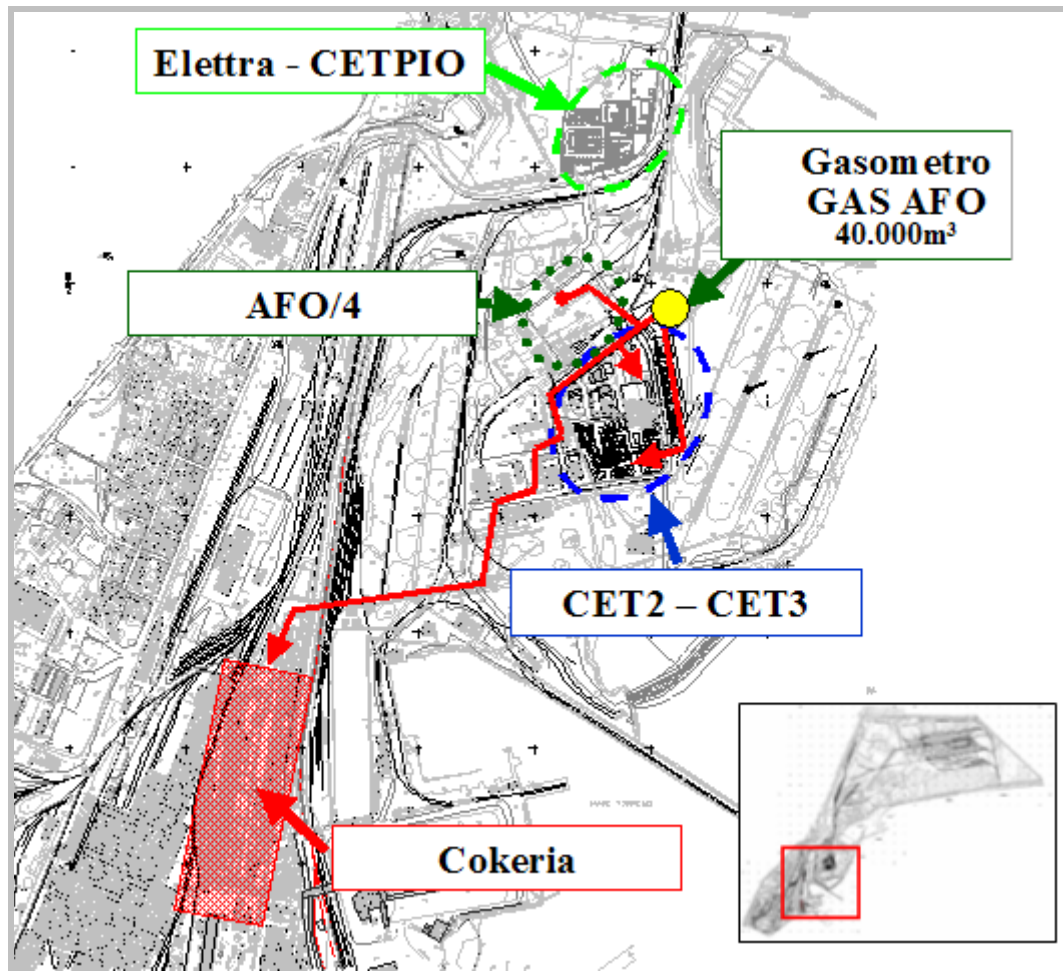 Elettra - CETPIO
Gasometro
GAS AFO
40.000m³
AFO/4
CET2 – CET3
Cokeria